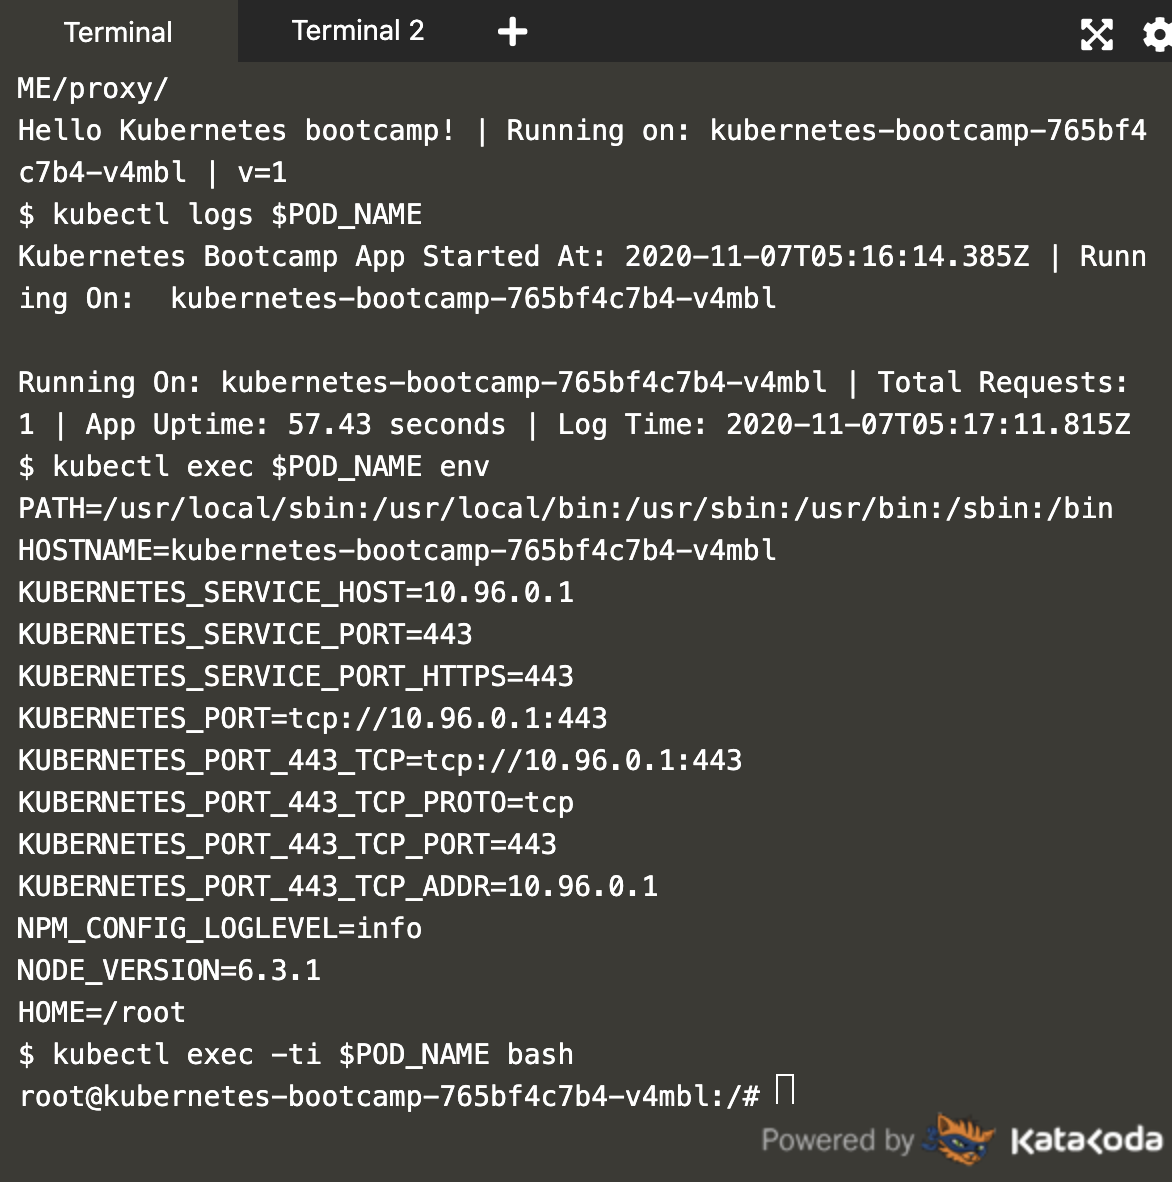 Terminal
Terminal 2
ME/proxy/
Hello Kubernetes bootcamp! | Running on: kubernetes-bootcamp-765bf4
c7b4-v4mbl | v=1
$ kubectl logs $POD_NAME
Kubernetes Bootcamp App Started At: 2020-11-07T05:16:14.385Z | Runn
ing On:  kubernetes-bootcamp-765bf4c7b4-v4mbl

Running On: kubernetes-bootcamp-765bf4c7b4-v4mbl | Total Requests:
1 | App Uptime: 57.43 seconds | Log Time: 2020-11-07T05:17:11.815Z
$ kubectl exec $POD_NAME env
PATH=/usr/local/sbin:/usr/local/bin:/usr/sbin:/usr/bin:/sbin:/bin
HOSTNAME=kubernetes-bootcamp-765bf4c7b4-v4mbl
KUBERNETES_SERVICE_HOST=10.96.0.1
KUBERNETES_SERVICE_PORT=443
KUBERNETES_SERVICE_PORT_HTTPS=443
KUBERNETES_PORT=tcp://10.96.0.1:443
KUBERNETES_PORT_443_TCP=tcp://10.96.0.1:443
KUBERNETES_PORT_443_TCP_PROTO=tcp
KUBERNETES_PORT_443_TCP_PORT=443
KUBERNETES_PORT_443_TCP_ADDR=10.96.0.1
NPM_CONFIG_LOGLEVEL=info
NODE_VERSION=6.3.1
HOME=/root
$ kubectl exec -ti $POD_NAME bash
root@kubernetes-bootcamp-765bf4c7b4-v4mbl:/#
Powered by Katacoda